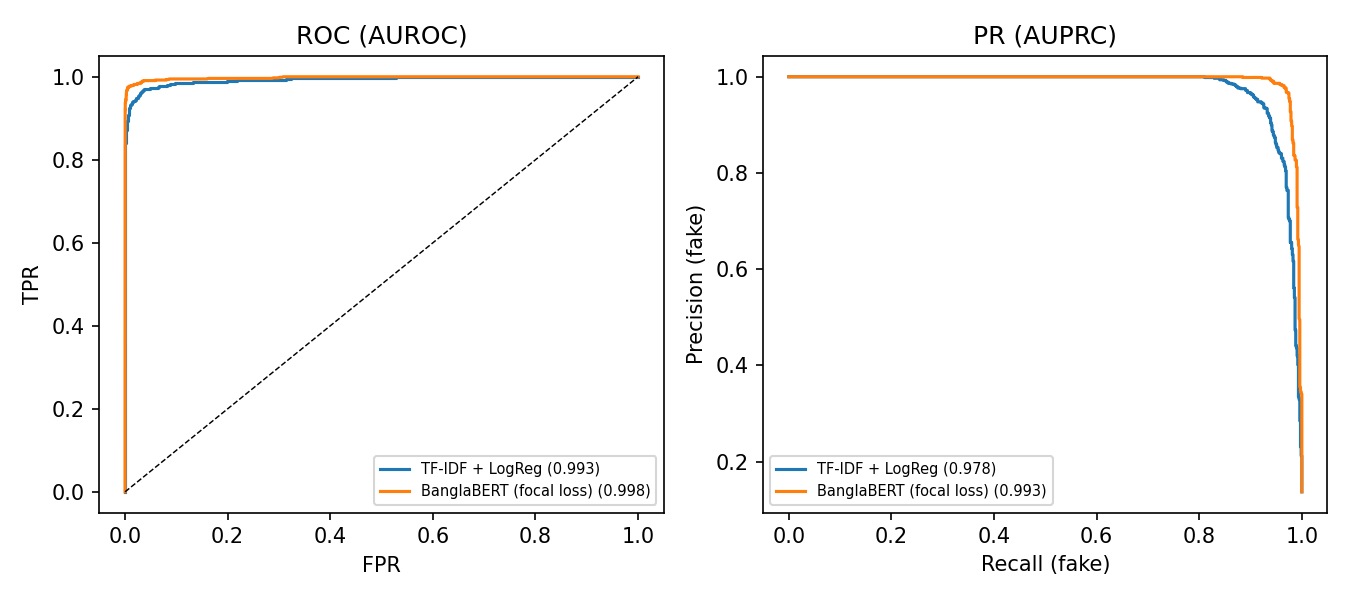 ROC (AUROC)
1.0
0.8
0.6
0.4
0.2
0.0
TPR
0.0 0.2 0.4 0.6 0.8 1.0
FPR
TF-IDF + LogReg (0.993)
BanglaBERT (focal loss) (0.998)
PR (AUPRC)
1.0
0.8
0.6
0.4
0.2
Precision (fake)
0.0 0.2 0.4 0.6 0.8 1.0
Recall (fake)
TF-IDF + LogReg (0.978)
BanglaBERT (focal loss) (0.993)